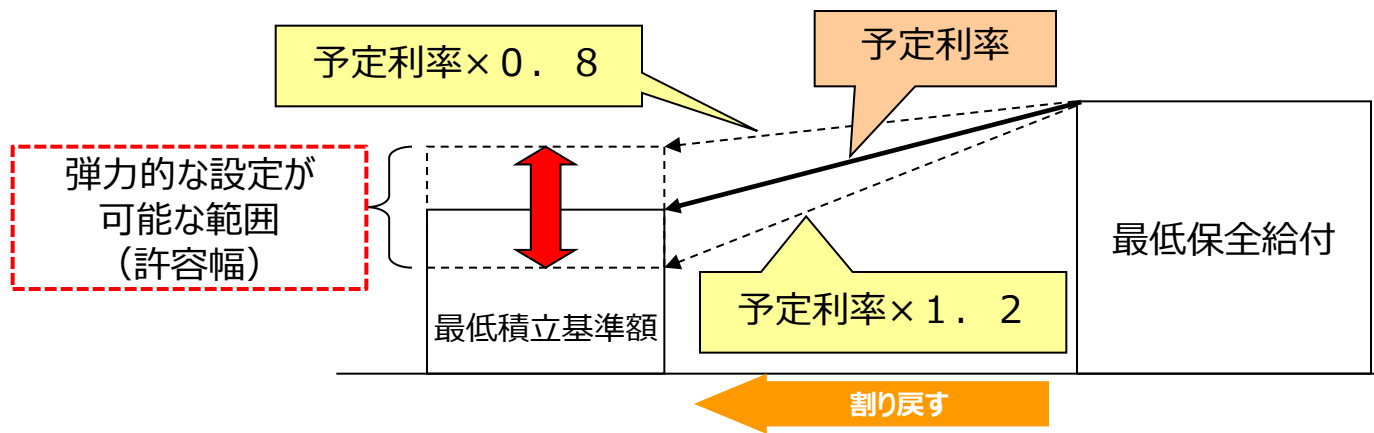 予定利率×０．８
予定利率
弾力的な設定が
可能な範囲
（許容幅）
最低保全給付
予定利率×１．２
最低積立基準額
割り戻す